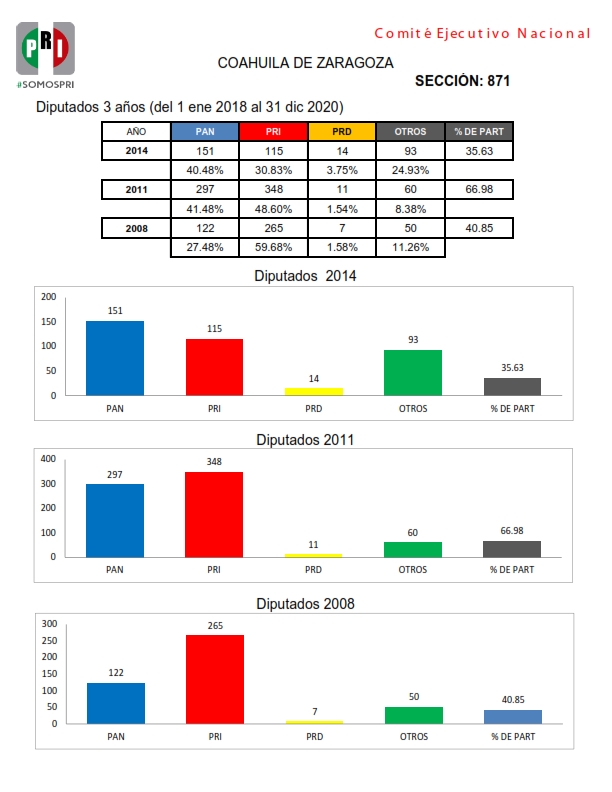 PRI
#SOMOSPRI
Comité Ejecutivo Nacional
COAHUILA DE ZARAGOZA
SECCIÓN: 871
Diputados 3 años (del 1 ene 2018 al 31 dic 2020)
AÑO PAN PRI PRD OTROS % DE PART
2014 151 115 14 93 35.63
40.48% 30.83% 3.75% 24.93%
2011 297 348 11 60 66.98
41.48% 48.60% 1.54% 8.38%
2008 122 265 7 50 40.85
27.48% 59.68% 1.58% 11.26%
Diputados 2014
200
150
100
50
0
151
115
14
93
35.63
PAN PRI PRD OTROS % DE PART
Diputados 2011
400
300
200
100
0
297
348
11
60
66.98
PAN PRI PRD OTROS % DE PART
Diputados 2008
300
250
200
150
100
50
0
122
265
7
50
40.85
PAN PRI PRD OTROS % DE PART